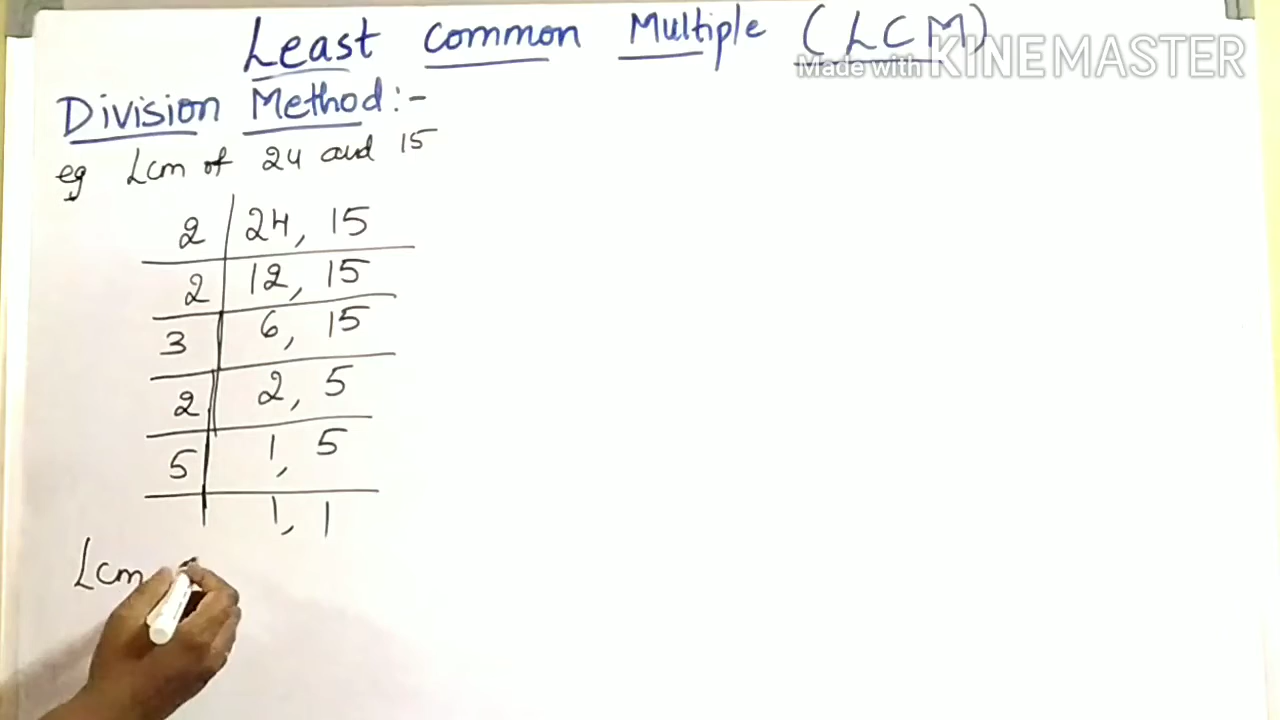 Least Common Multiple (LCM)
Made with KINEMASTER
Division Method:-
eg Lcm of 24 and 15
2 | 24, 15
2 | 12, 15
3 | 6, 15
2 | 2, 5
5 | 1, 5
1, 1
Lcm